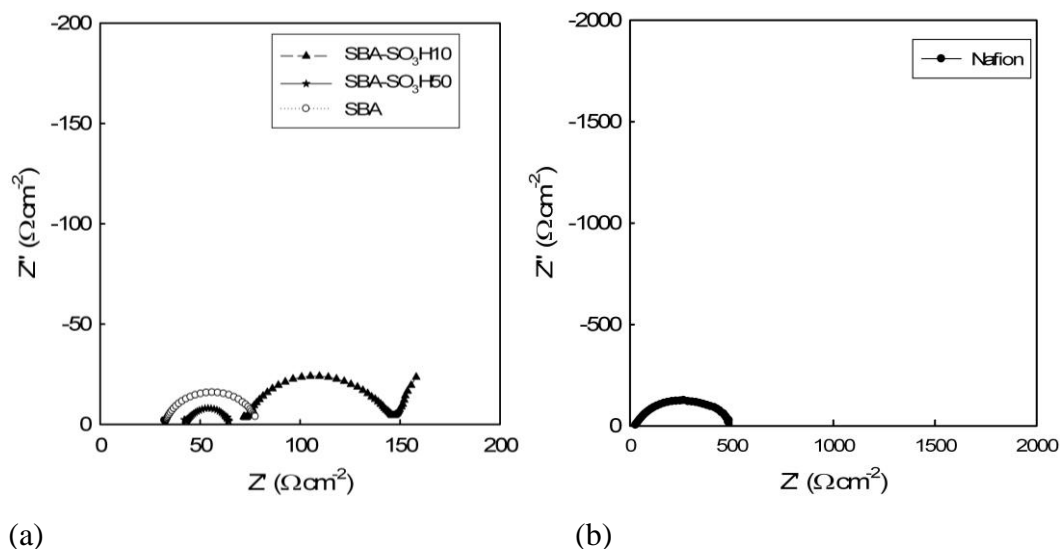 -200
-150
-100
-50
0
Z'' (Ωcm⁻²)
SBA-SO₃H10
SBA-SO₃H50
SBA
0 50 100 150 200
Z' (Ωcm⁻²)
(a)
-2000
-1500
-1000
-500
0
Z'' (Ωcm⁻²)
Nafion
0 500 1000 1500 2000
Z' (Ωcm⁻²)
(b)